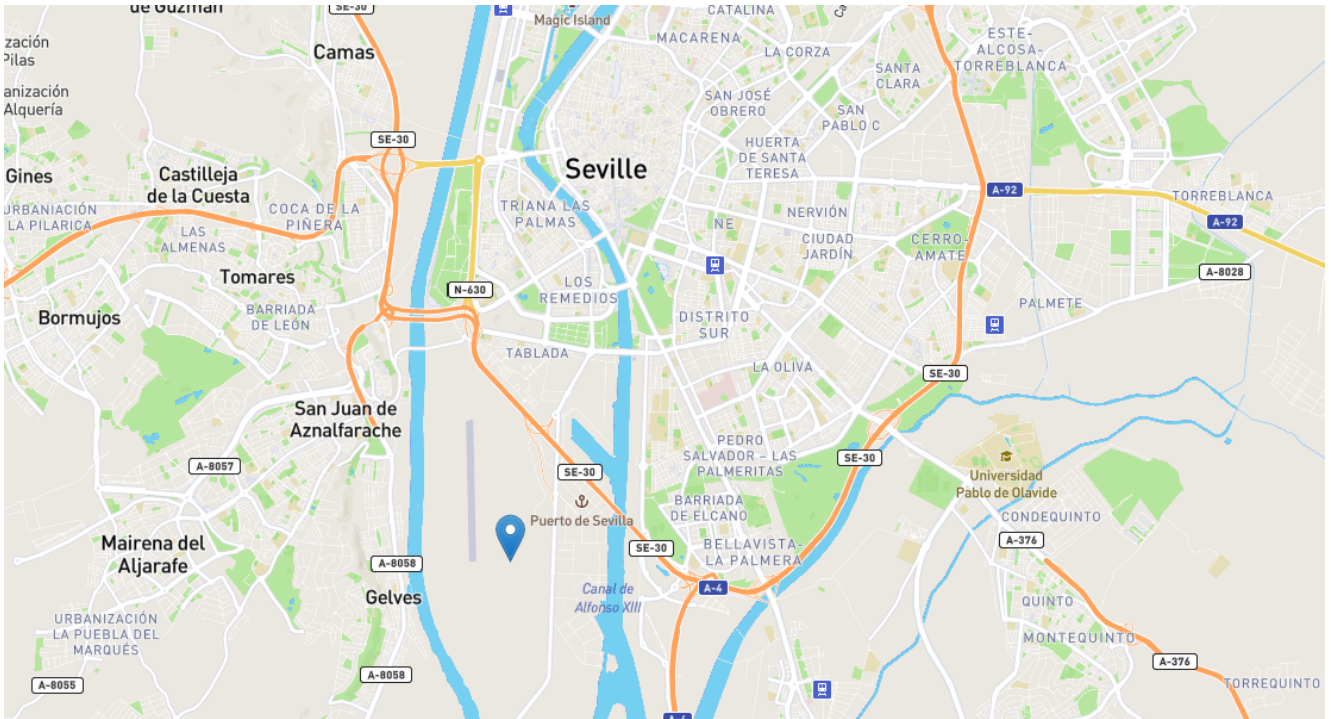 de Guzmán
SE-30
Magic Island
CATALINA
MACARENA
LA CORZA
SANTA
CLARA
ESTE-
ALCOSA-
TORREBLANCA
zación
Pilas
Camas
anización
Alquería
SAN JOSÉ
OBRERO
SAN
PABLO C
SE-30
HUERTA
DE SANTA
TERESA
Gines
Castilleja
de la Cuesta
Seville
A-92
TORREBLANCA
URBANIACIÓN
LA PILARICA
COCA DE LA
PIÑERA
TRIANA LAS
PALMAS
NE
NERVIÓN
A-92
LAS
ALMENAS
CIUDAD
JARDÍN
CERRO-
AMATE
Tomares
LOS
REMEDIOS
A-8028
N-630
PALMETE
Bormujos
BARRIADA
DE LEÓN
DISTRITO
SUR
TABLADA
LA OLIVA
SE-30
San Juan de
Aznalfarache
PEDRO
SALVADOR – LAS
PALMERITAS
SE-30
A-8057
SE-30
Universidad
Pablo de Olavide
BARRIADA
DE ELCANO
Puerto de Sevilla
CONDEQUINTO
Mairena del
Aljarafe
SE-30
BELLAVISTA-
LA PALMERA
A-376
A-8058
A-4
Gelves
Canal de
Alfonso XIII
QUINTO
URBANIZACIÓN
LA PUEBLA DEL
MARQUÉS
MONTEQUINTO
A-376
A-8058
A-8055
TORREQUINTO